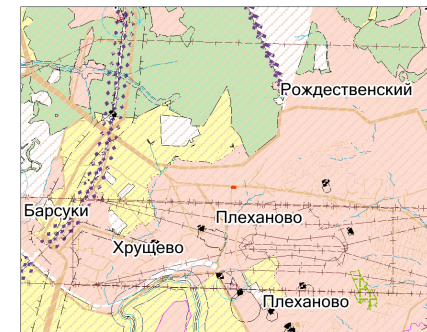 Рождественский
Барсуки
Плеханово
Хрущево
Плеханово